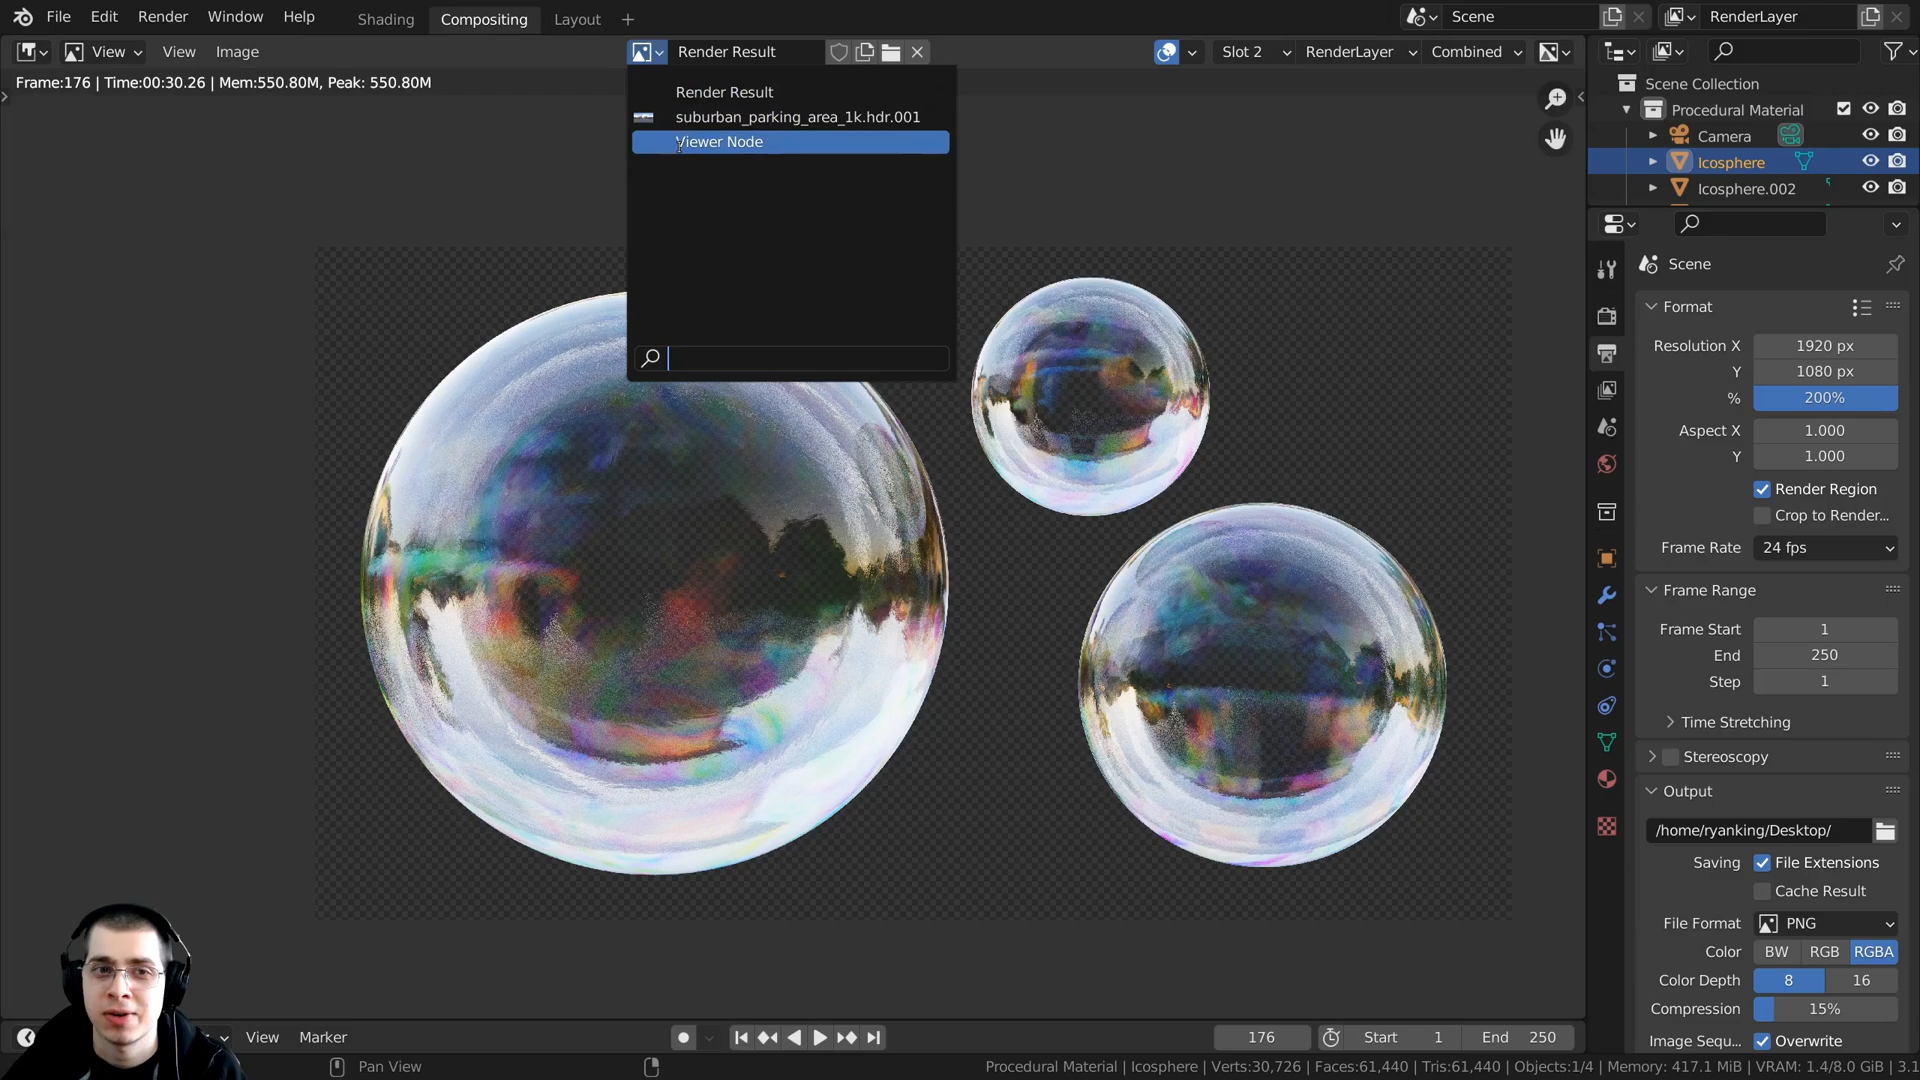 File Edit Render Window Help Shading Compositing Layout + Scene RenderLayer
View View Image Render Result Slot 2 RenderLayer Combined
Frame:176 | Time:00:30.26 | Mem:550.80M, Peak: 550.80M
Render Result
suburban_parking_area_1k.hdr.001
Viewer Node
Scene Collection
Procedural Material
Camera
Icosphere
Icosphere.002
Scene
Format
Resolution X 1920 px
Y 1080 px
% 200%
Aspect X 1.000
Y 1.000
Render Region
Crop to Render...
Frame Rate 24 fps
Frame Range
Frame Start 1
End 250
Step 1
Time Stretching
Stereoscopy
Output
/home/ryanking/Desktop/
Saving File Extensions
Cache Result
File Format PNG
Color BW RGB RGBA
Color Depth 8 16
Compression 15%
Image Sequ... Overwrite
View Marker 176 Start 1 End 250
Pan View Procedural Material | Icosphere | Verts:30,726 | Faces:61,440 | Tris:61,440 | Objects:1/4 | Memory: 417.1 MiB | VRAM: 1.4/8.0 GiB | 3.1